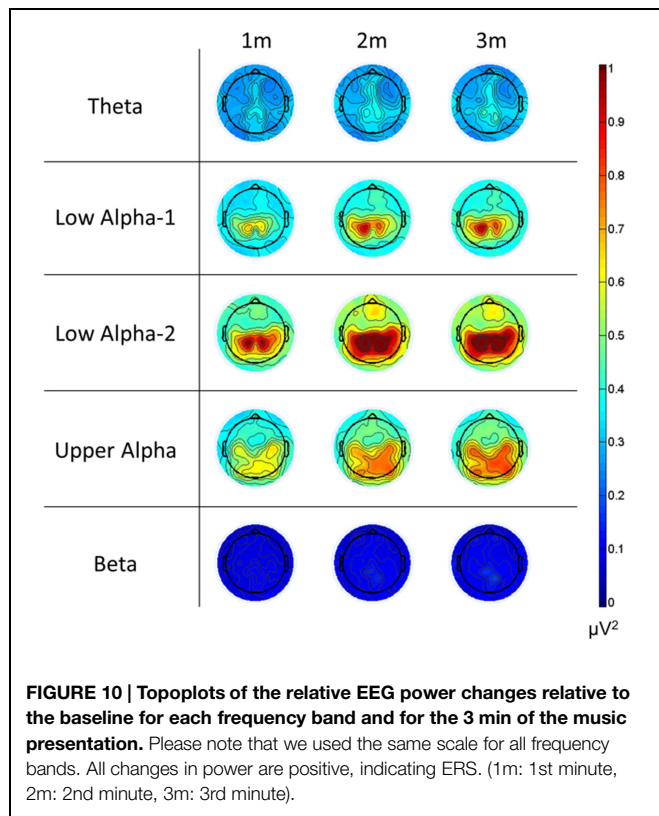 1m 2m 3m
Theta
Low Alpha-1
Low Alpha-2
Upper Alpha
Beta
1
0.9
0.8
0.7
0.6
0.5
0.4
0.3
0.2
0.1
0
μV²
FIGURE 10 | Topoplots of the relative EEG power changes relative to
the baseline for each frequency band and for the 3 min of the music
presentation. Please note that we used the same scale for all frequency
bands. All changes in power are positive, indicating ERS. (1m: 1st minute,
2m: 2nd minute, 3m: 3rd minute).